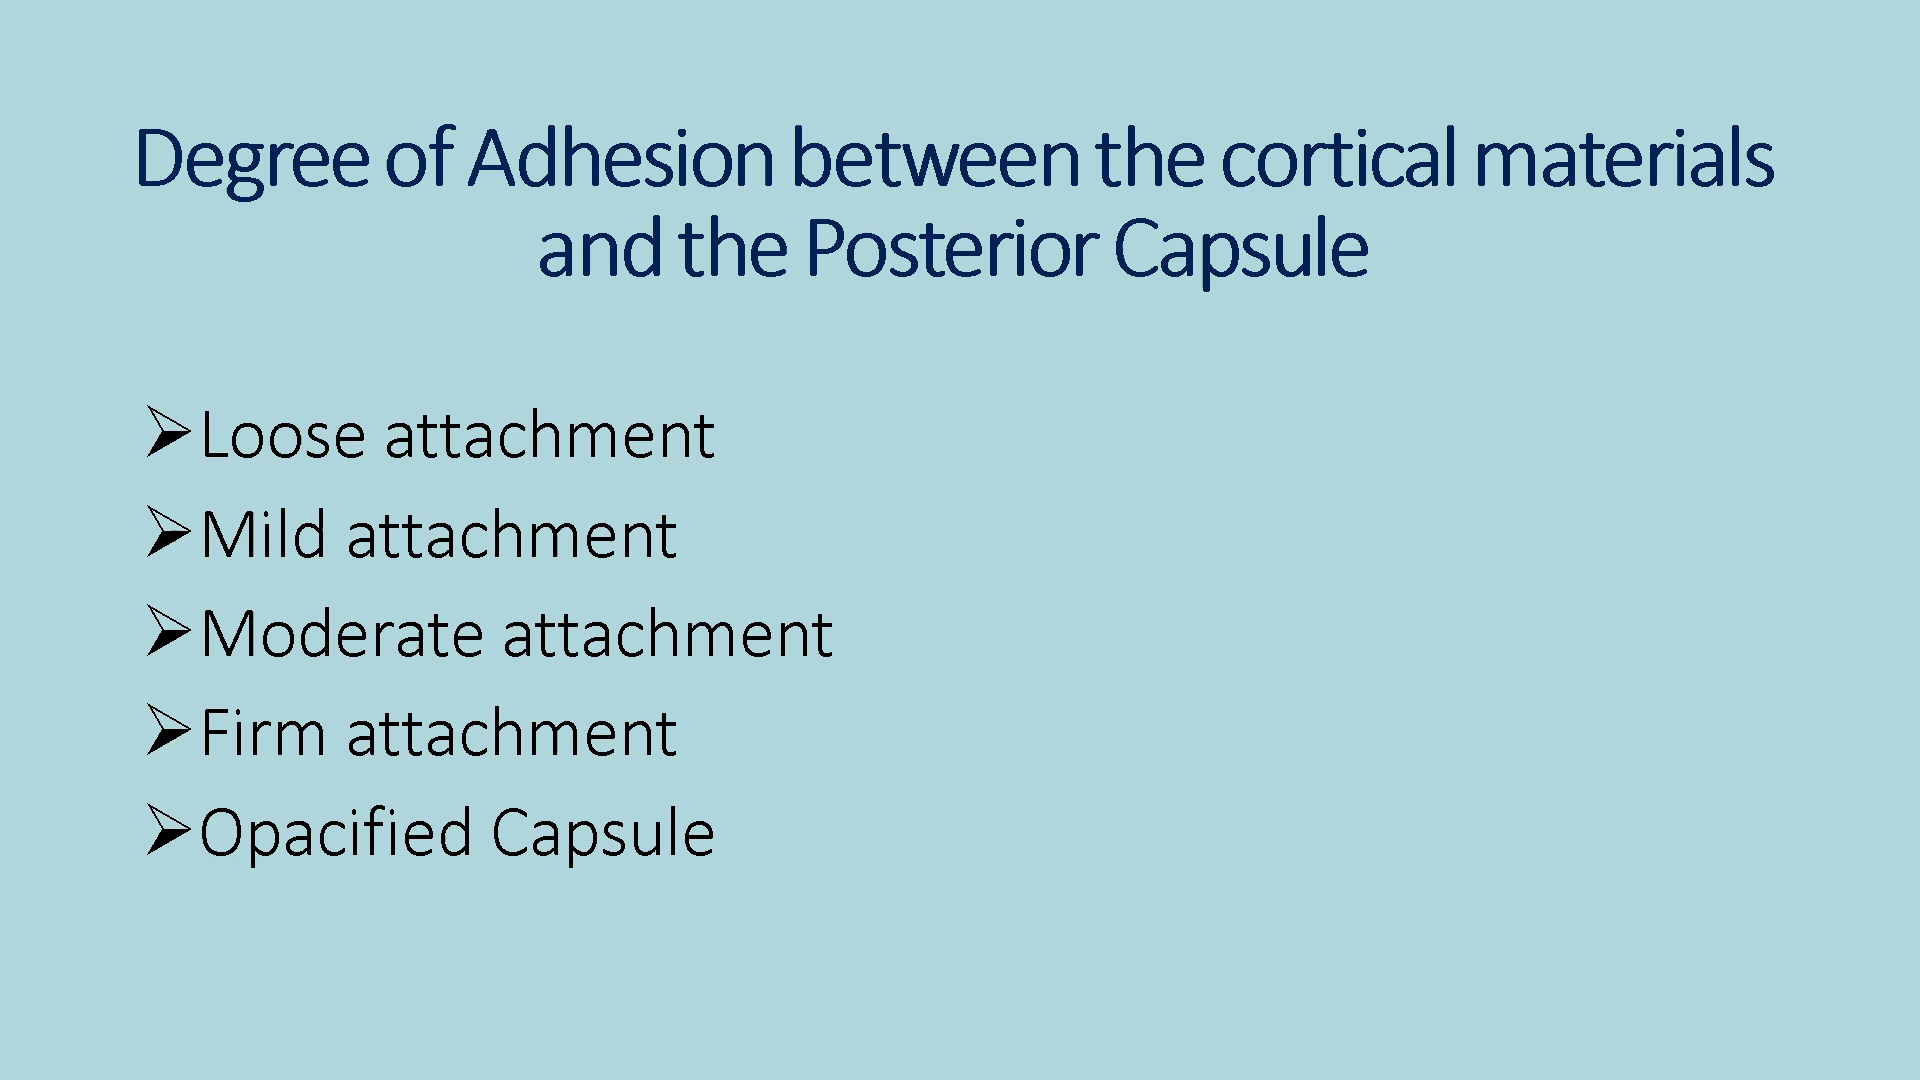 Degree of Adhesion between the cortical materials
and the Posterior Capsule
➢Loose attachment
➢Mild attachment
➢Moderate attachment
➢Firm attachment
➢Opacified Capsule